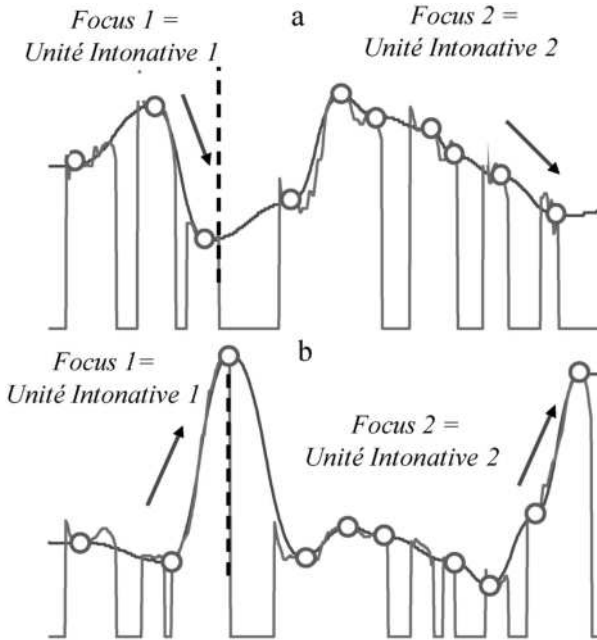 Focus 1 =
Unité Intonative 1
a
Focus 2 =
Unité Intonative 2
Focus 1=
Unité Intonative 1
b
Focus 2 =
Unité Intonative 2